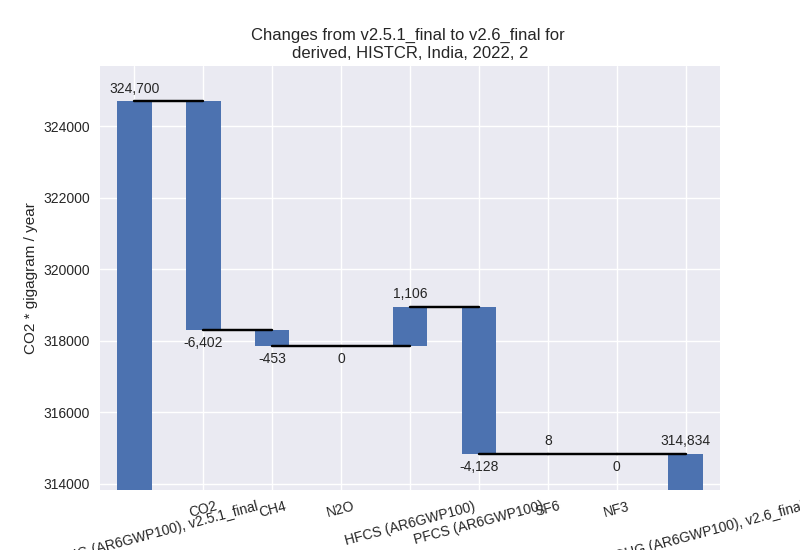 Changes from v2.5.1_final to v2.6_final for
derived, HISTCR, India, 2022, 2
CO2 * gigagram / year
324000
322000
320000
318000
316000
314000
324,700
-6,402
-453
0
1,106
-4,128
8
0
314,834
(AR6GWP100), v2.5.1_final
CO2
CH4
N2O
HFCS (AR6GWP100)
PFCS (AR6GWP100)
SF6
NF3
(AR6GWP100), v2.6_final